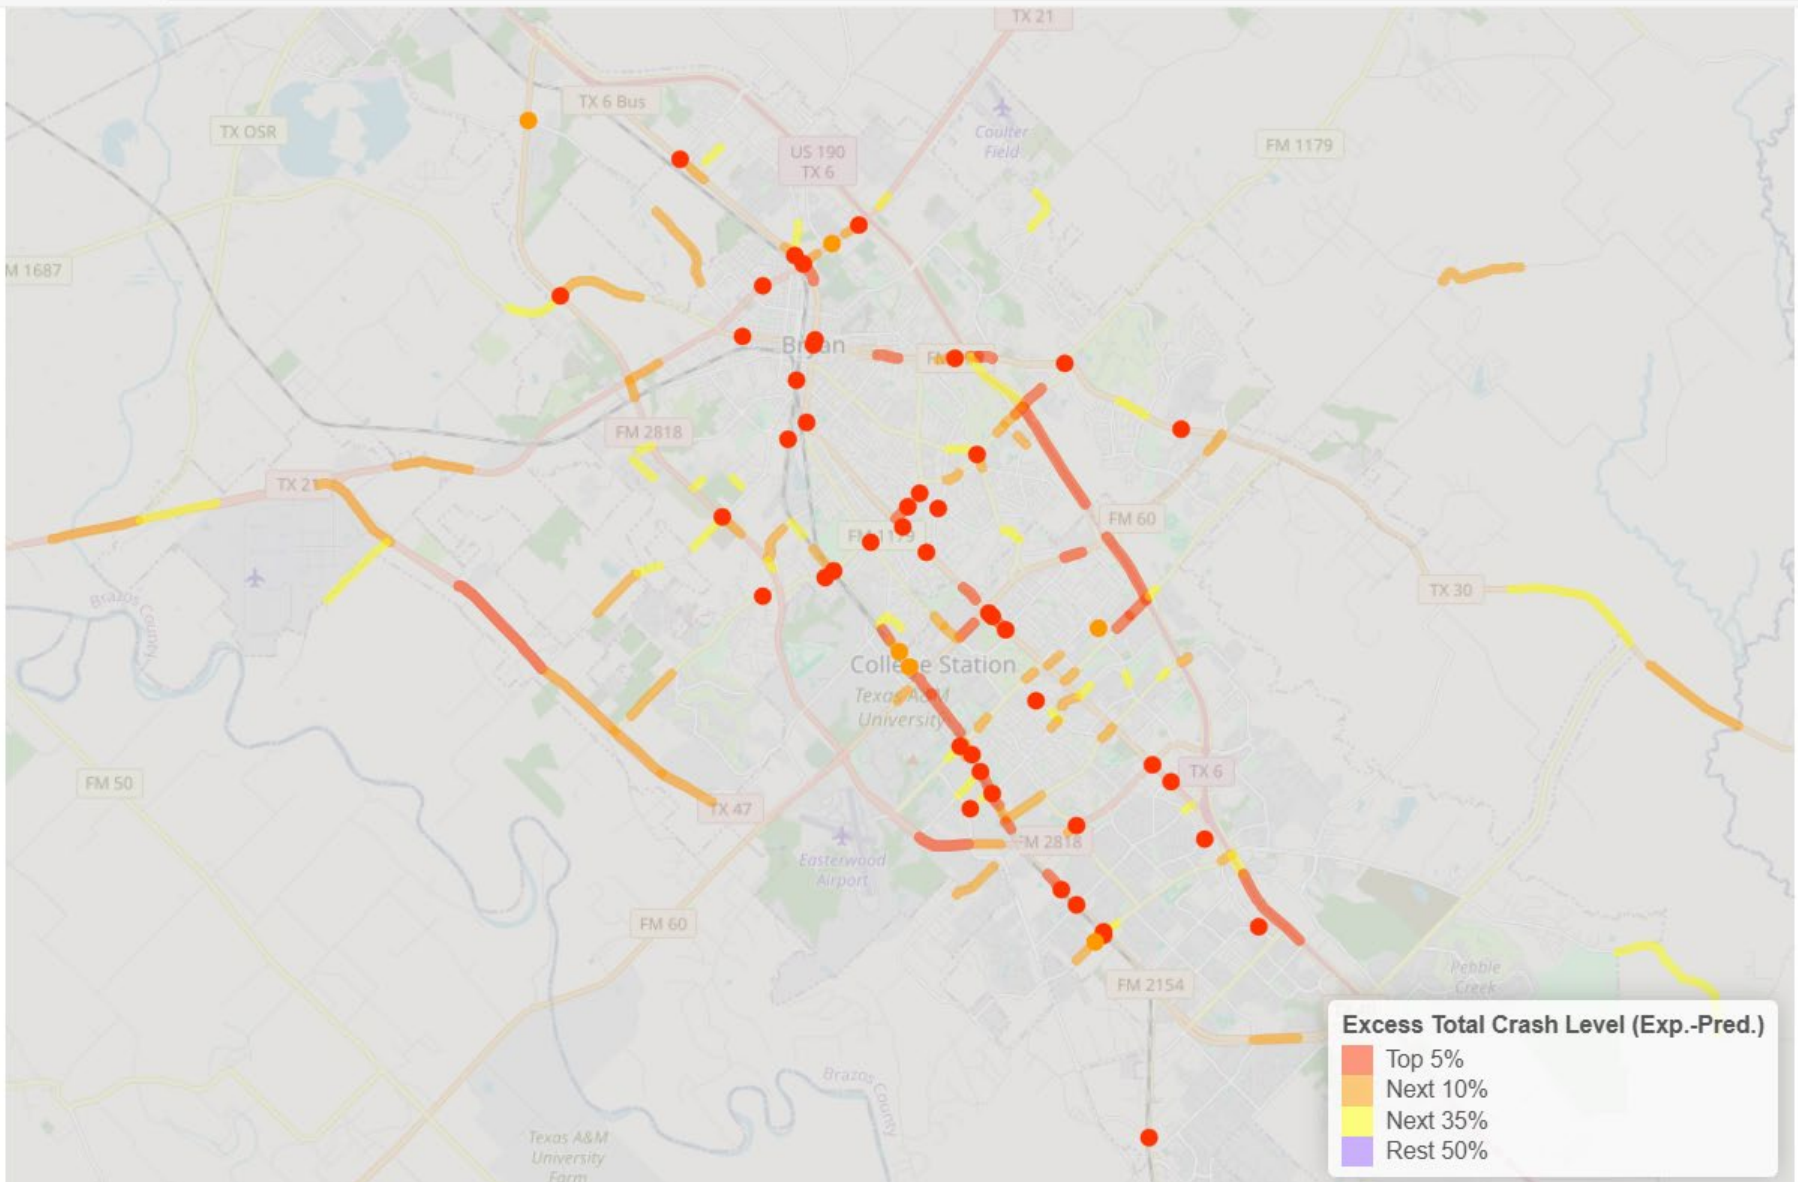 TX 21
TX 6 Bus
TX OSR
Coulter
Field
FM 1179
US 190
TX 6
M 1687
Bryan
FM 2818
TX 21
FM 60
FM 1179
TX 30
Brazos County
College Station
Texas A&M
University
TX 6
FM 50
TX 47
FM 2818
Easterwood
Airport
FM 60
Pebble
Creek
FM 2154
Brazos County
Texas A&M
University
Farm
Excess Total Crash Level (Exp.-Pred.)
Top 5%
Next 10%
Next 35%
Rest 50%